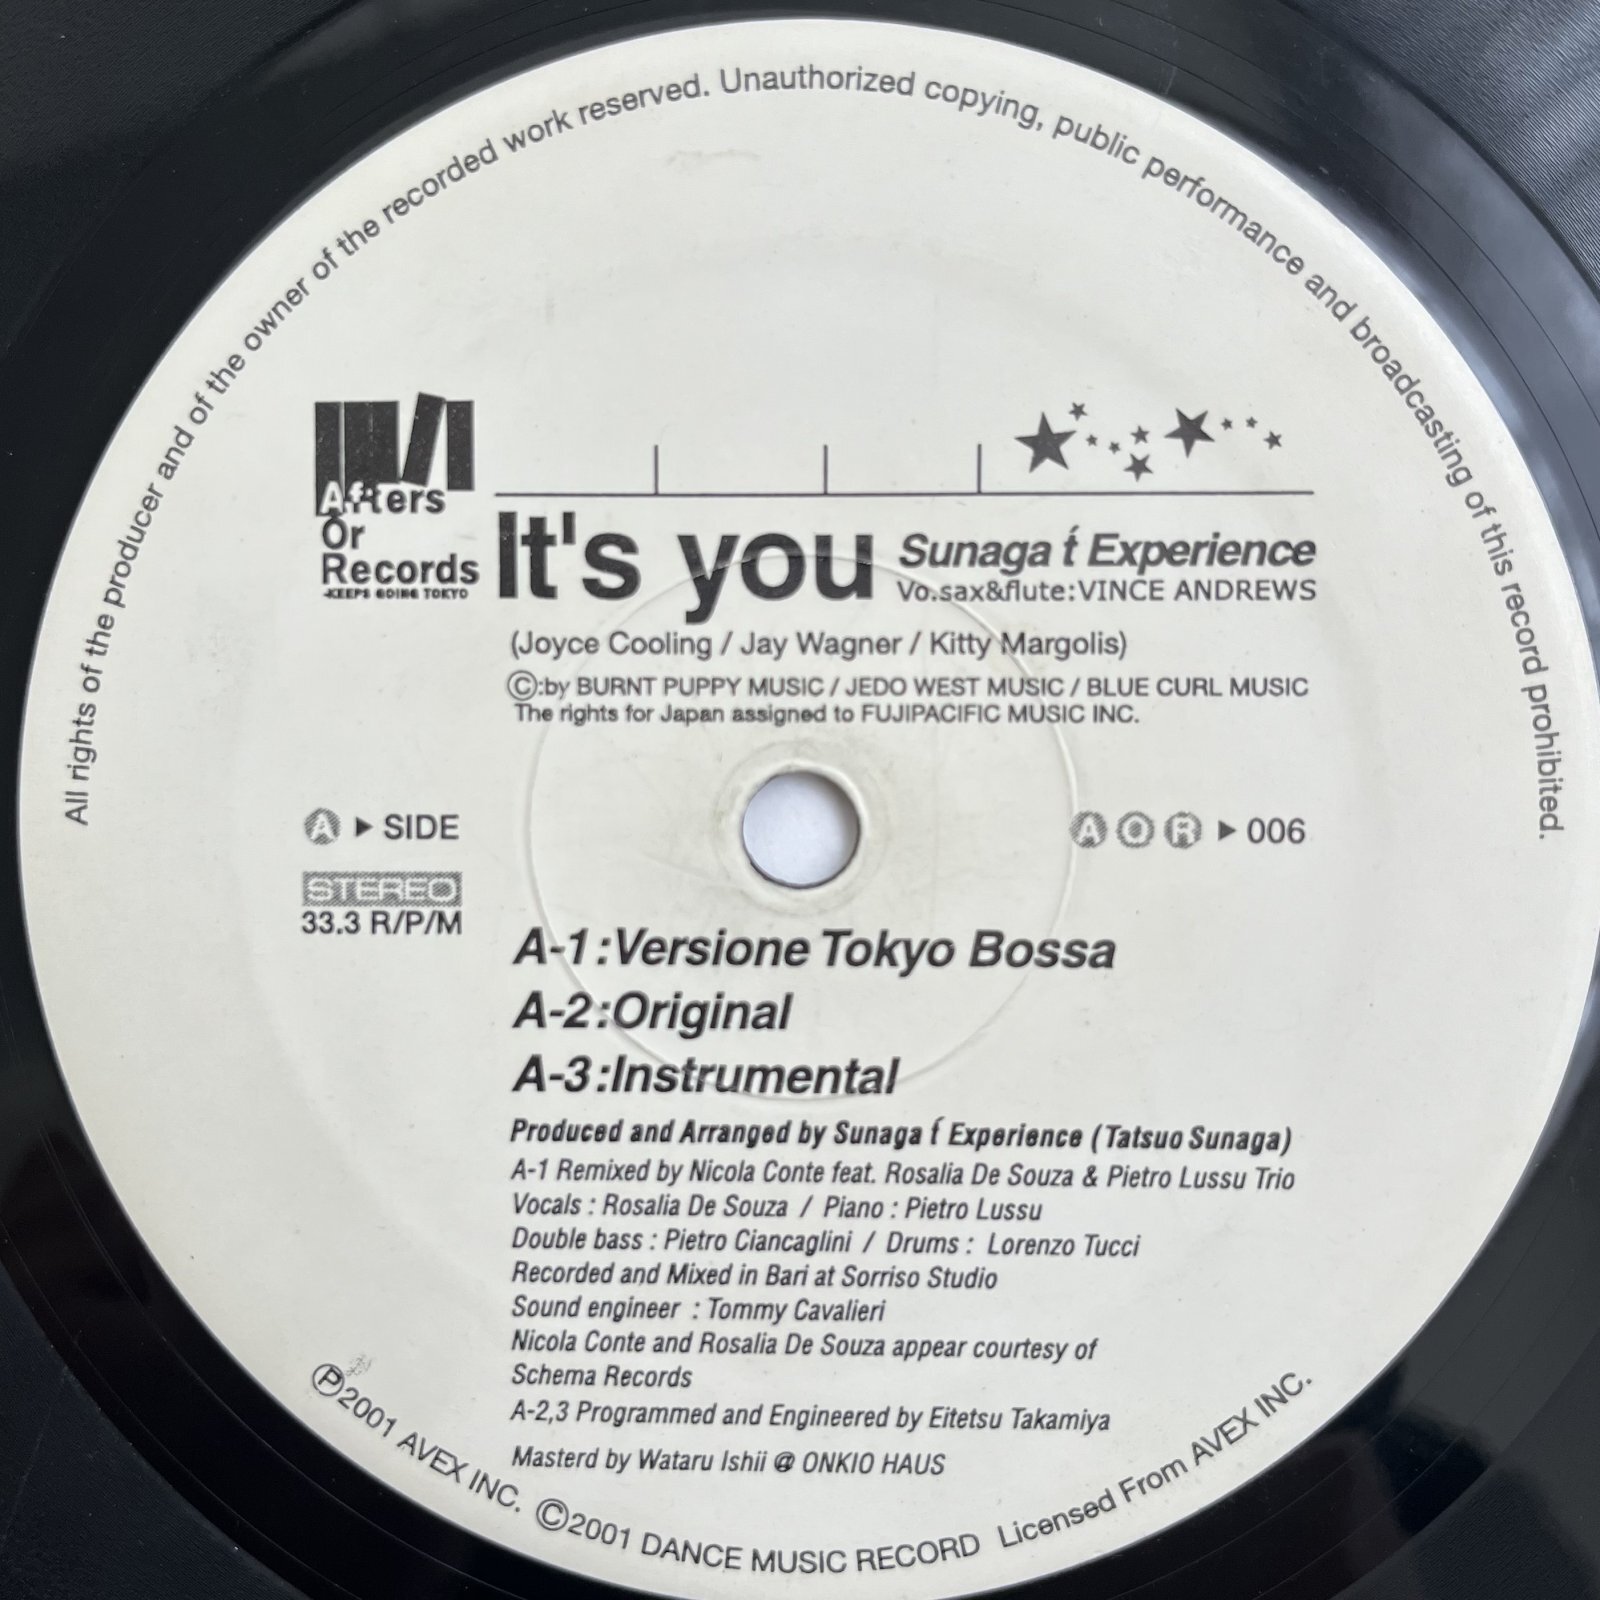 All rights of the producer and of the owner of the recorded work reserved. Unauthorized copying, public performance and broadcasting of this record prohibited.
Afters
Or
Records
-KEEPS GOING TOKYO
It's you
Sunaga t́ Experience
Vo.sax&flute:VINCE ANDREWS
(Joyce Cooling / Jay Wagner / Kitty Margolis)
Ⓒ:by BURNT PUPPY MUSIC / JEDO WEST MUSIC / BLUE CURL MUSIC
The rights for Japan assigned to FUJIPACIFIC MUSIC INC.
A ▶ SIDE
A O R ▶ 006
STEREO
33.3 R/P/M
A-1:Versione Tokyo Bossa
A-2:Original
A-3:Instrumental
Produced and Arranged by Sunaga t́ Experience (Tatsuo Sunaga)
A-1 Remixed by Nicola Conte feat. Rosalia De Souza & Pietro Lussu Trio
Vocals : Rosalia De Souza / Piano : Pietro Lussu
Double bass : Pietro Ciancaglini / Drums : Lorenzo Tucci
Recorded and Mixed in Bari at Sorriso Studio
Sound engineer : Tommy Cavalieri
Nicola Conte and Rosalia De Souza appear courtesy of
Schema Records
A-2,3 Programmed and Engineered by Eitetsu Takamiya
Masterd by Wataru Ishii @ ONKIO HAUS
Ⓟ2001 AVEX INC. Ⓒ2001 DANCE MUSIC RECORD Licensed From AVEX INC.